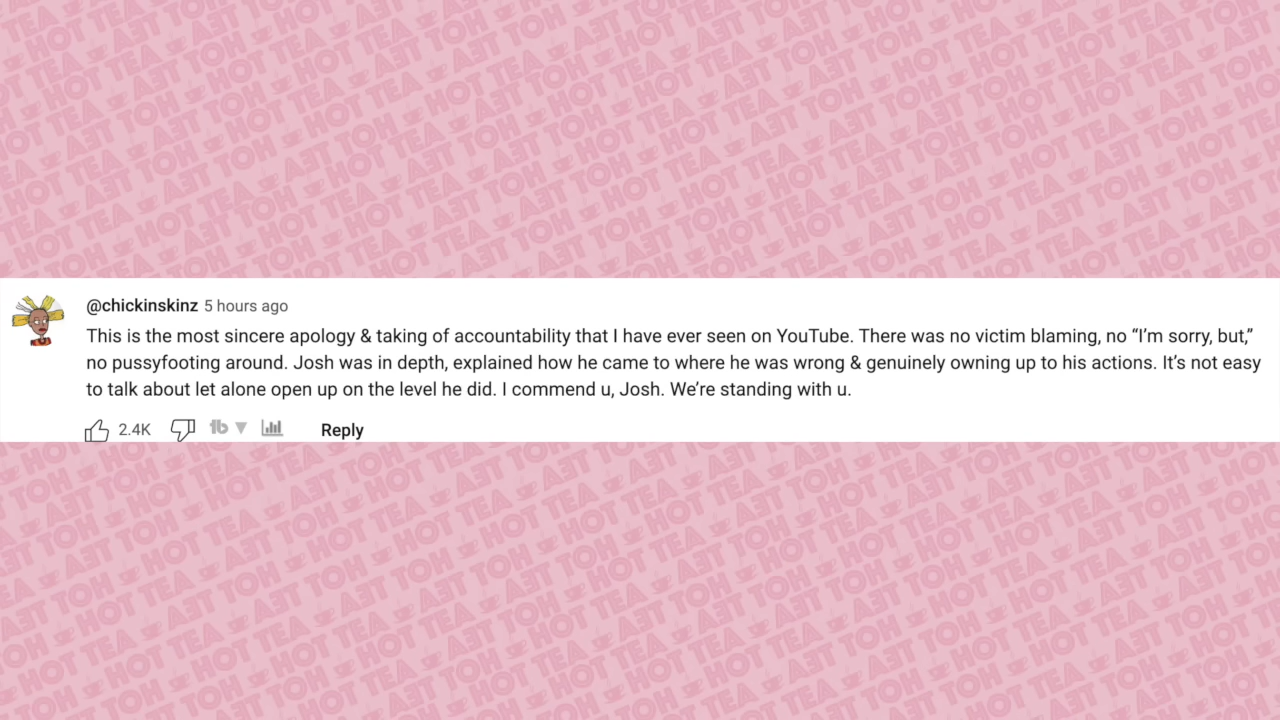 @chickinskinz 5 hours ago
This is the most sincere apology & taking of accountability that I have ever seen on YouTube. There was no victim blaming, no “I’m sorry, but,”
no pussyfooting around. Josh was in depth, explained how he came to where he was wrong & genuinely owning up to his actions. It’s not easy
to talk about let alone open up on the level he did. I commend u, Josh. We’re standing with u.
2.4K tb Reply
HOT TEA